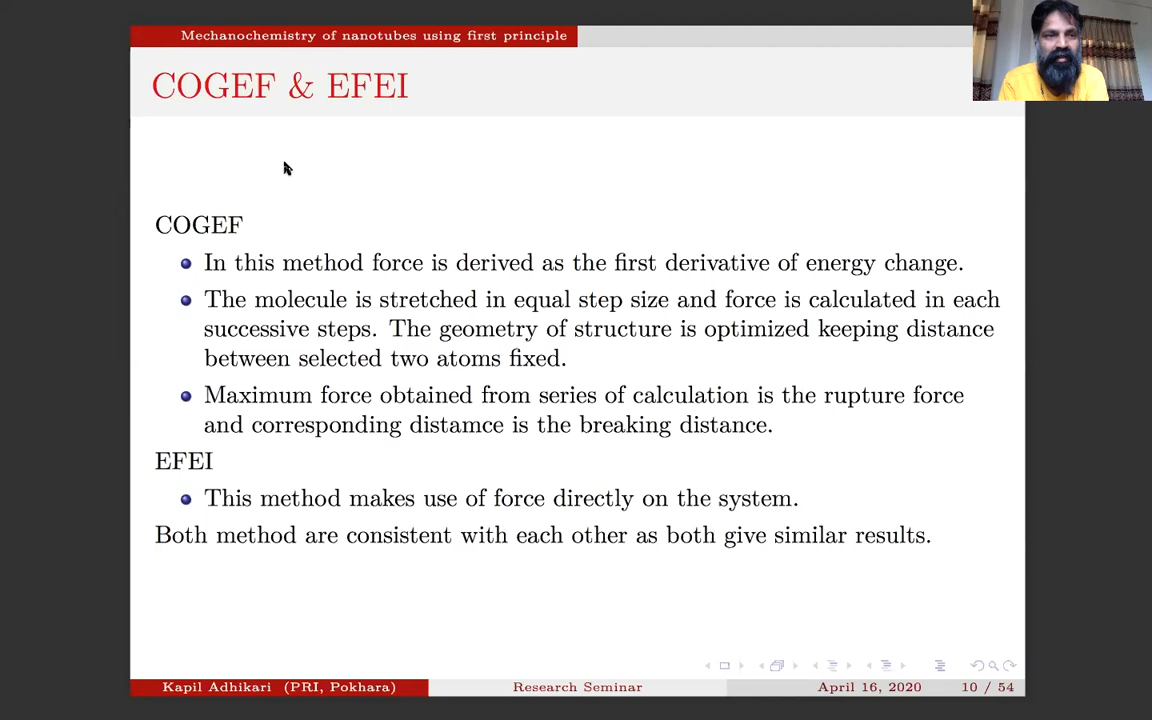 Mechanochemistry of nanotubes using first principle
COGEF & EFEI
COGEF
In this method force is derived as the first derivative of energy change.
The molecule is stretched in equal step size and force is calculated in each
successive steps. The geometry of structure is optimized keeping distance
between selected two atoms fixed.
Maximum force obtained from series of calculation is the rupture force
and corresponding distamce is the breaking distance.
EFEI
This method makes use of force directly on the system.
Both method are consistent with each other as both give similar results.
Kapil Adhikari (PRI, Pokhara) Research Seminar April 16, 2020 10 / 54